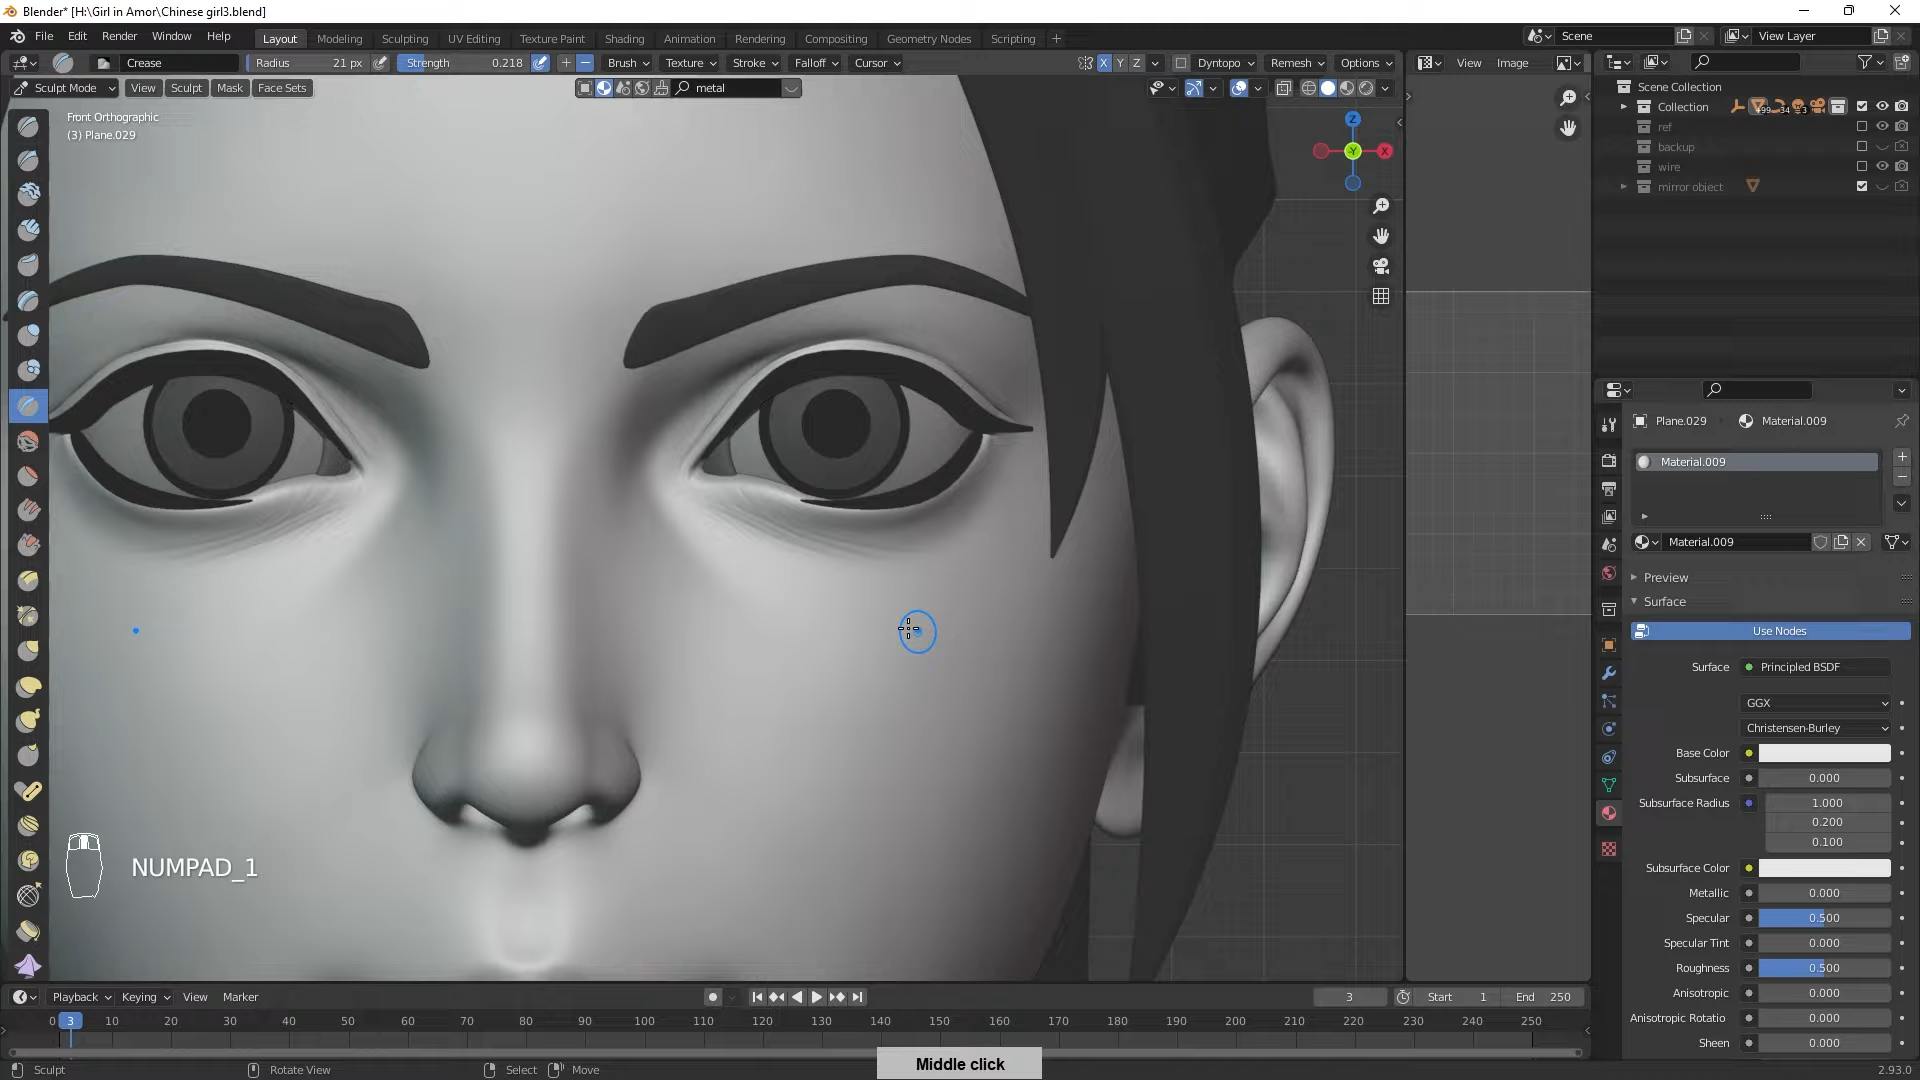 Blender* [H:\Girl in Amor\Chinese girl3.blend]
File Edit Render Window Help Layout Modeling Sculpting UV Editing Texture Paint Shading Animation Rendering Compositing Geometry Nodes Scripting + Scene View Layer
Crease Radius 21 px Strength 0.218 Brush Texture Stroke Falloff Cursor X Y Z Dyntopo Remesh Options View Image
Sculpt Mode View Sculpt Mask Face Sets metal
Front Orthographic
(3) Plane.029
Z
Y
X
Scene Collection
Collection
ref
backup
wire
mirror object
Plane.029 Material.009
Material.009
Material.009
Preview
Surface
Use Nodes
Surface Principled BSDF
GGX
Christensen-Burley
Base Color
Subsurface 0.000
Subsurface Radius 1.000
0.200
0.100
Subsurface Color
Metallic 0.000
Specular 0.500
Specular Tint 0.000
Roughness 0.500
Anisotropic 0.000
Anisotropic Rotatio 0.000
Sheen 0.000
NUMPAD_1
Playback Keying View Marker 3 Start 1 End 250
0 3 10 20 30 40 50 60 70 80 90 100 110 120 130 140 150 160 170 180 190 200 210 220 230 240 250
Sculpt Rotate View Select Move Middle click 2.93.0